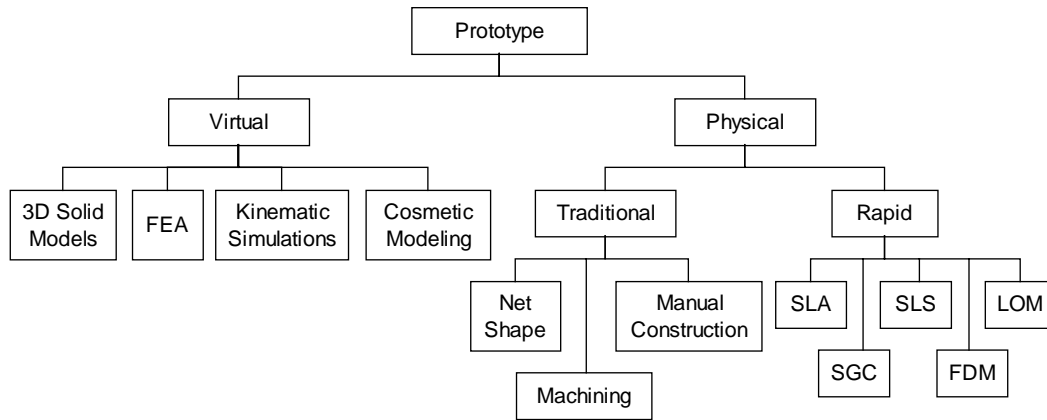 Prototype
Virtual
Physical
3D Solid
Models
FEA
Kinematic
Simulations
Cosmetic
Modeling
Traditional
Rapid
Net
Shape
Machining
Manual
Construction
SLA
SGC
SLS
FDM
LOM